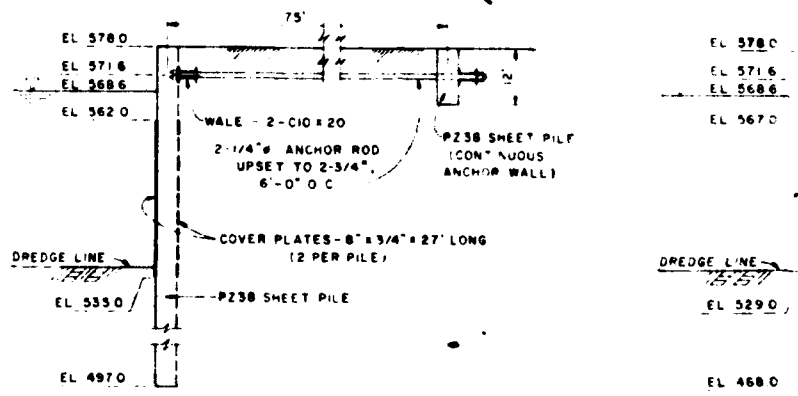 75'
EL 578.0
EL 571.6
EL 568.6
EL 562.0
WALE - 2-C10 x 20
2-1/4"ø ANCHOR ROD
UPSET TO 2-3/4",
6'-0" O C
PZ38 SHEET PILE
(CONTINUOUS
ANCHOR WALL)
COVER PLATES - 8" x 3/4" x 27' LONG
(2 PER PILE)
DREDGE LINE
EL 535.0
PZ38 SHEET PILE
EL 497.0
EL 578.0
EL 571.6
EL 568.6
EL 567.0
DREDGE LINE
EL 529.0
EL 468.0